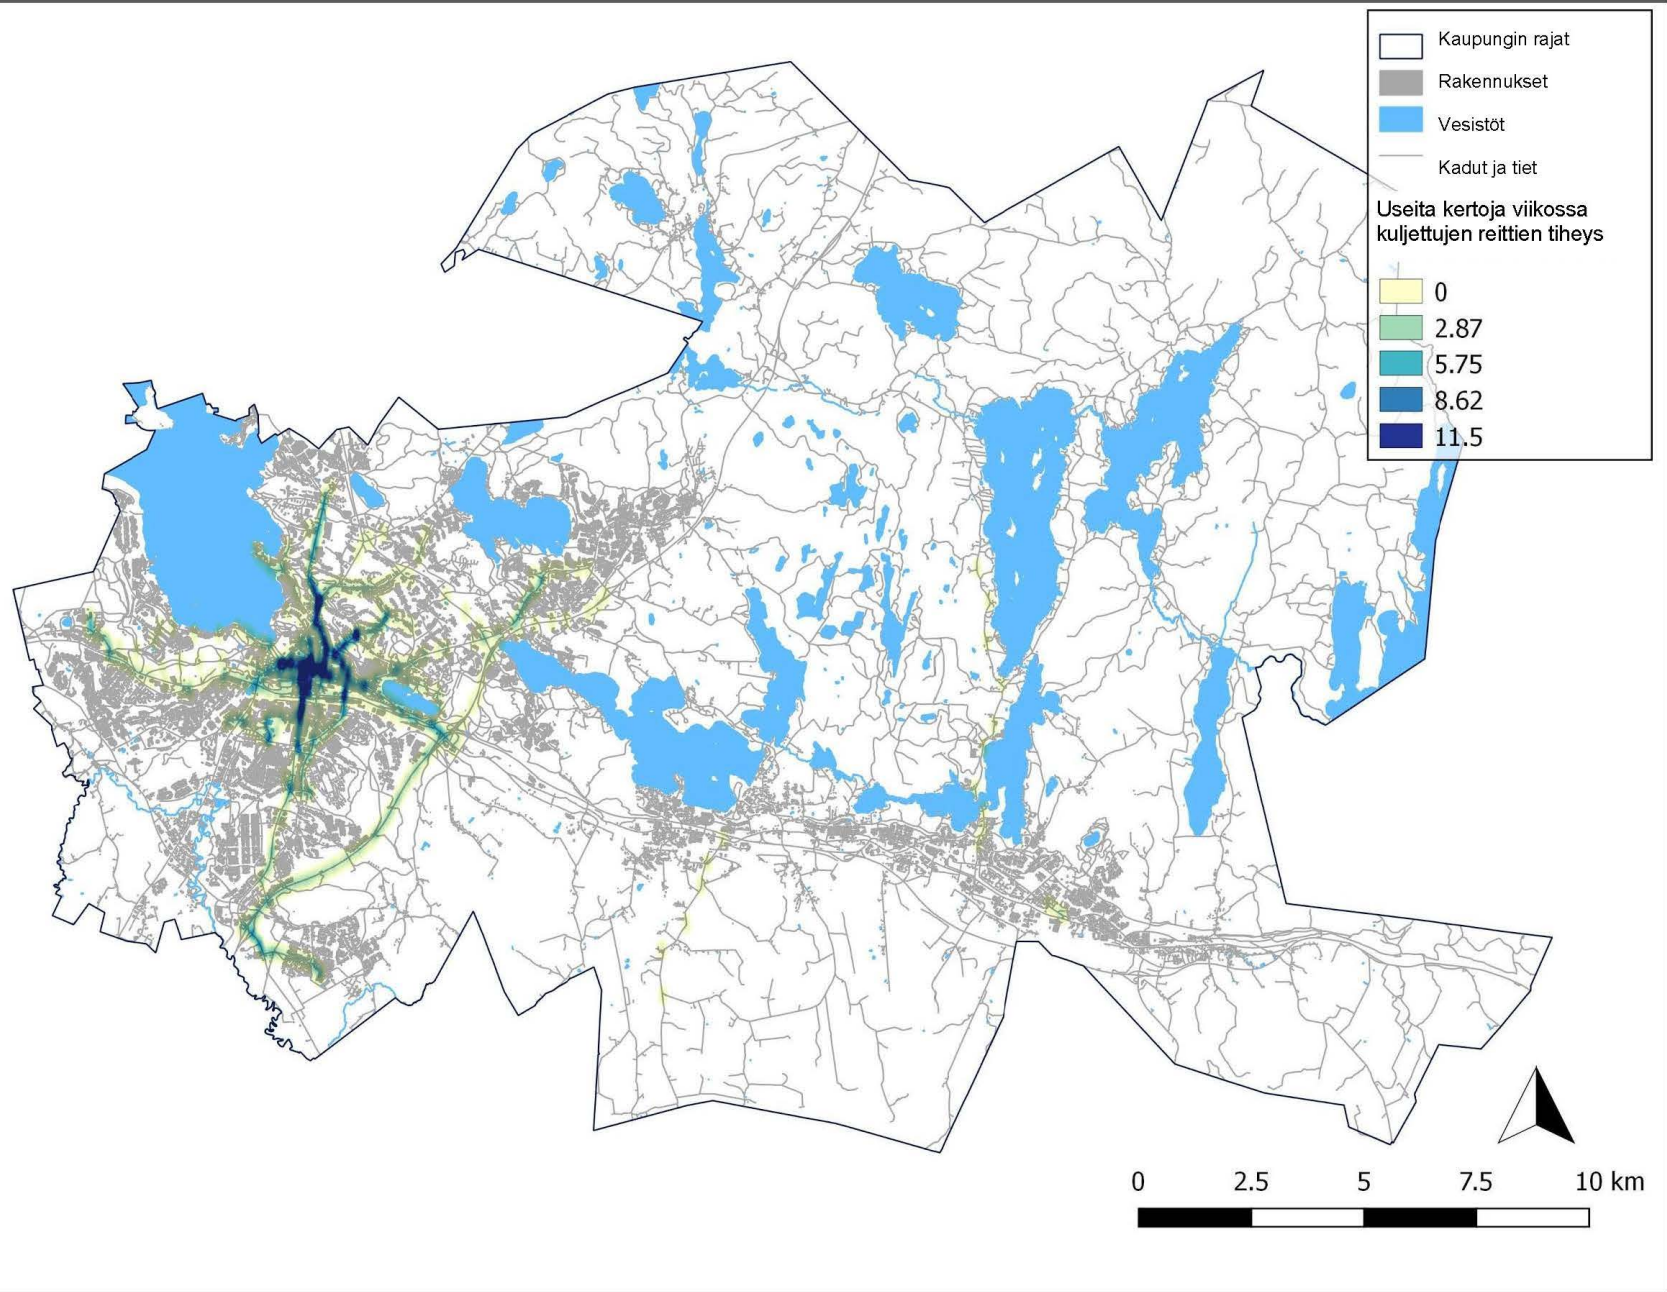 Kaupungin rajat
Rakennukset
Vesistöt
Kadut ja tiet
Useita kertoja viikossa
kuljettujen reittien tiheys
0
2.87
5.75
8.62
11.5
0 2.5 5 7.5 10 km